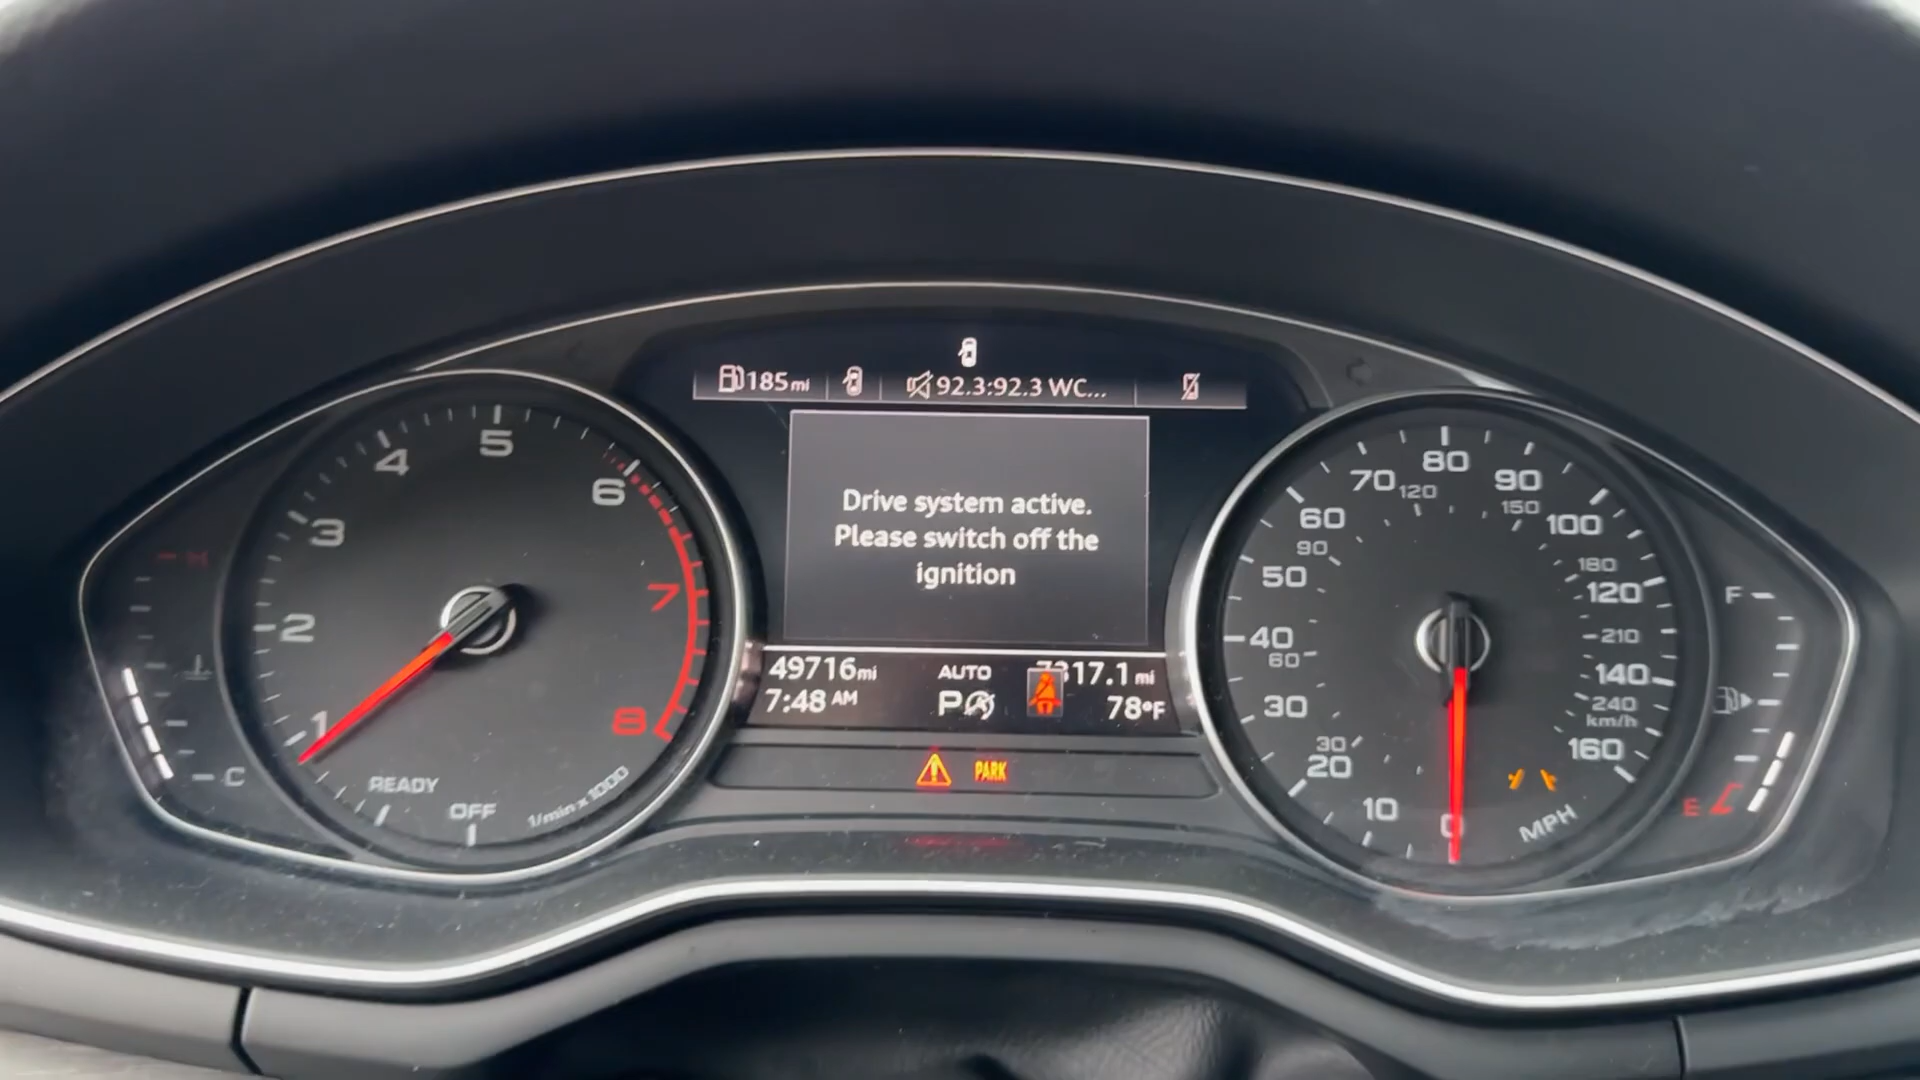 185mi
92.3:92.3 WC...
Drive system active.
Please switch off the
ignition
49716mi
AUTO
317.1 mi
7:48 AM
P
78°F
PARK
1
2
3
4
5
6
7
8
READY
OFF
1/min x 1000
H
C
0
10
20
30
40
50
60
70
80
90
100
120
140
160
30
60
90
120
150
180
210
240
km/h
MPH
F
E